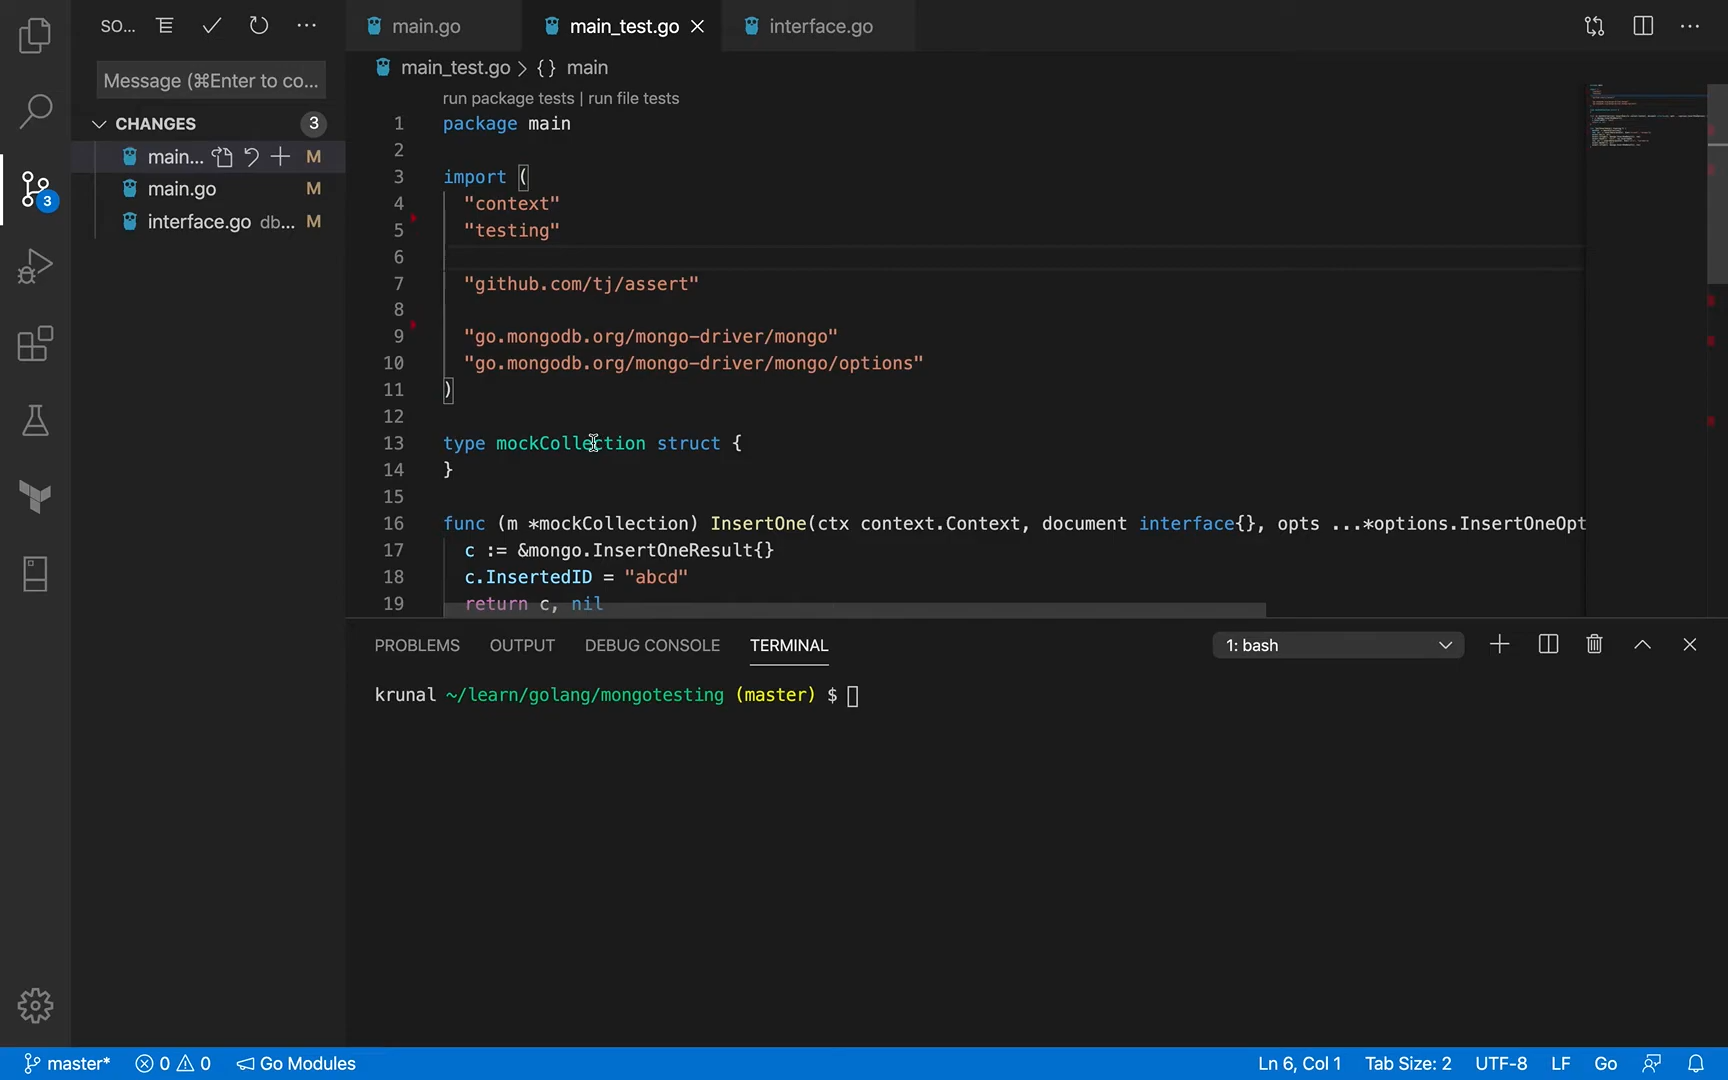 SO...
main.go
main_test.go
interface.go
Message (⌘Enter to co...
main_test.go > {} main
run package tests | run file tests
CHANGES
3
main...
M
main.go
M
interface.go db...
M
3
1 package main
2
3 import (
4 "context"
5 "testing"
6
7 "github.com/tj/assert"
8
9 "go.mongodb.org/mongo-driver/mongo"
10 "go.mongodb.org/mongo-driver/mongo/options"
11 )
12
13 type mockCollection struct {
14 }
15
16 func (m *mockCollection) InsertOne(ctx context.Context, document interface{}, opts ...*options.InsertOneOpt
17 c := &mongo.InsertOneResult{}
18 c.InsertedID = "abcd"
19 return c, nil
PROBLEMS OUTPUT DEBUG CONSOLE TERMINAL
1: bash
krunal ~/learn/golang/mongotesting (master) $
master* 0 0 Go Modules
Ln 6, Col 1 Tab Size: 2 UTF-8 LF Go